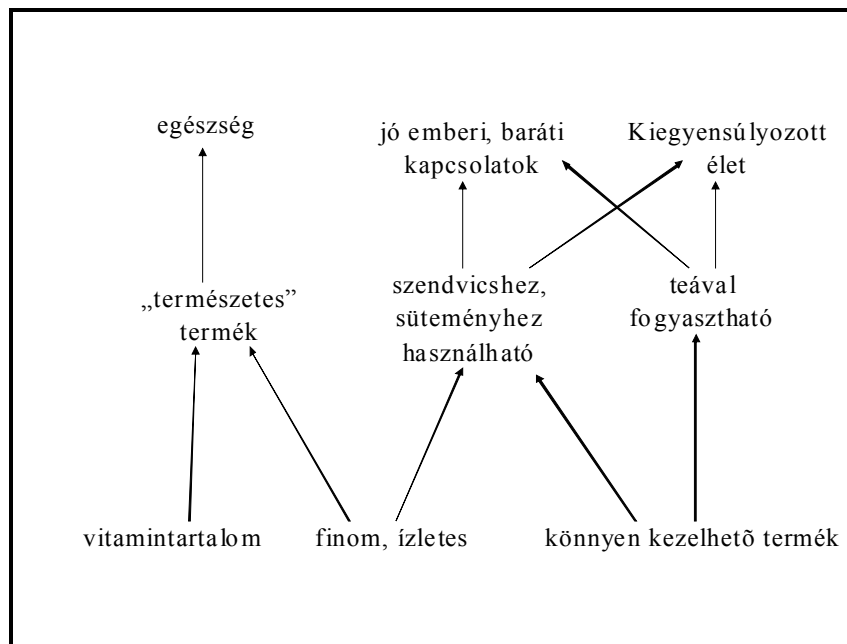 egészség
jó emberi, baráti
kapcsolatok
Kiegyensúlyozott
élet
„természetes”
termék
szendvicshez,
süteményhez
használható
teával
fogyasztható
vitamintartalom
finom, ízletes
könnyen kezelhetõ termék